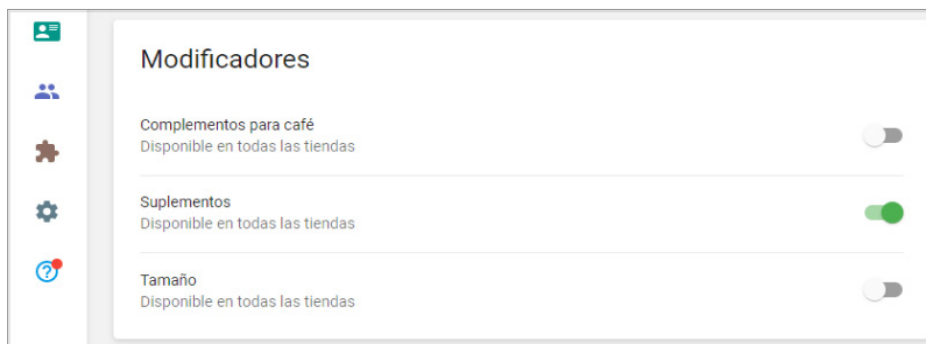 Modificadores
Complementos para café
Disponible en todas las tiendas
Suplementos
Disponible en todas las tiendas
Tamaño
Disponible en todas las tiendas